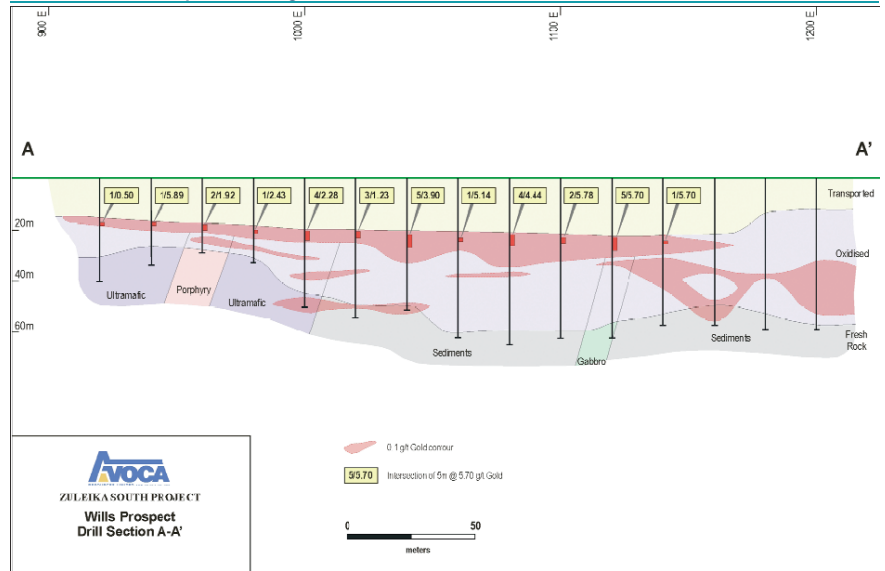 900 E
1000 E
1100 E
1200 E
A
A'
1/0.50
1/5.89
2/1.92
1/2.43
4/2.28
3/1.23
5/3.90
1/5.14
4/4.44
2/5.78
5/5.70
1/5.70
Transported
20m
Oxidised
40m
Ultramafic
Porphyry
Ultramafic
60m
Sediments
Gabbro
Sediments
Fresh
Rock
0.1 g/t Gold contour
5/5.70
Intersection of 5m @ 5.70 g/t Gold
AVOCA
ZULEIKA SOUTH PROJECT
Wills Prospect
Drill Section A-A'
0
50
meters